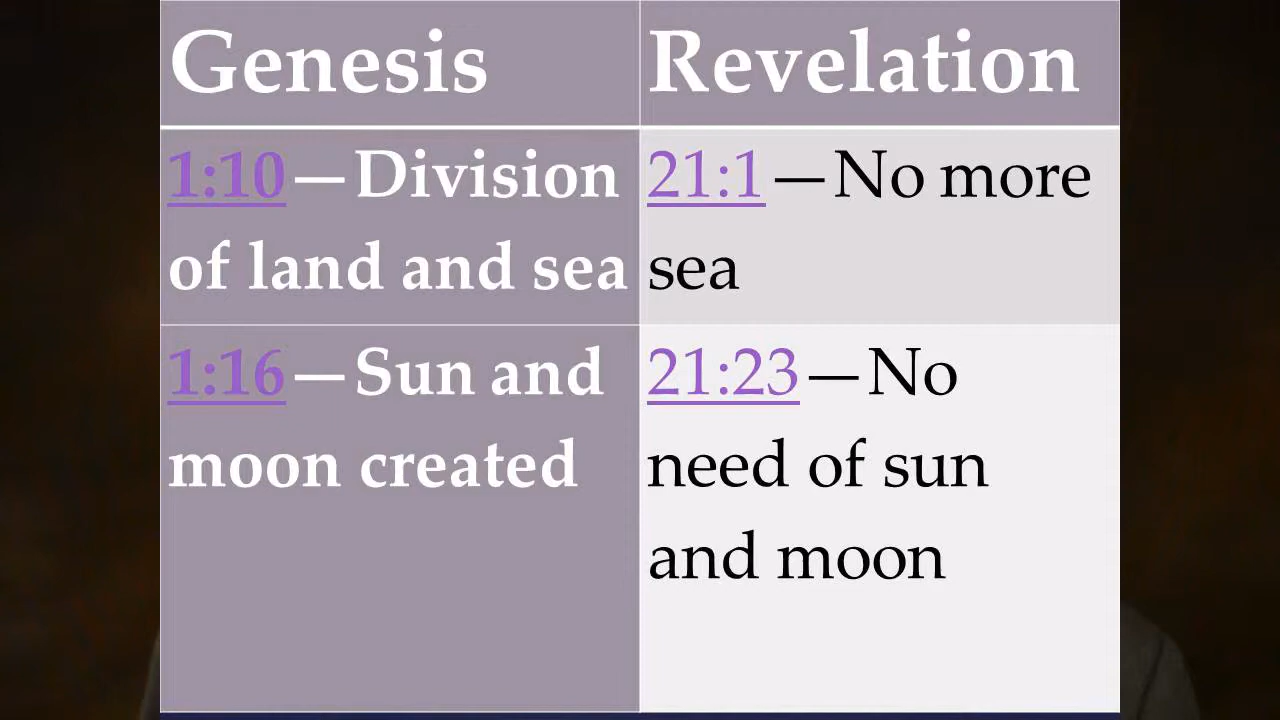 Genesis
Revelation
1:10—Division
of land and sea
21:1—No more
sea
1:16—Sun and
moon created
21:23—No
need of sun
and moon